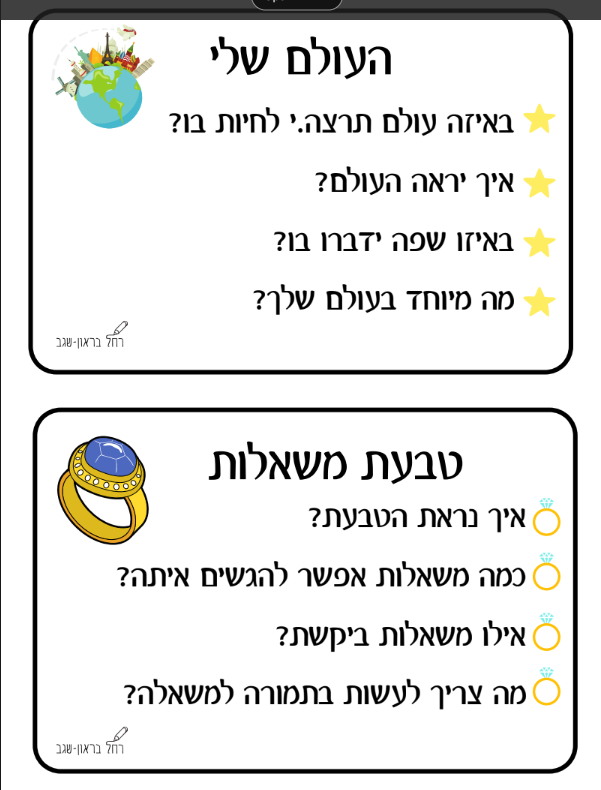 העולם שלי
באיזה עולם תרצה.י לחיות בו?
איך יראה העולם?
באיזו שפה ידברו בו?
מה מיוחד בעולם שלך?
רחל בראון-שגב
טבעת משאלות
איך נראת הטבעת?
כמה משאלות אפשר להגשים איתה?
אילו משאלות ביקשת?
מה צריך לעשות בתמורה למשאלה?
רחל בראון-שגב